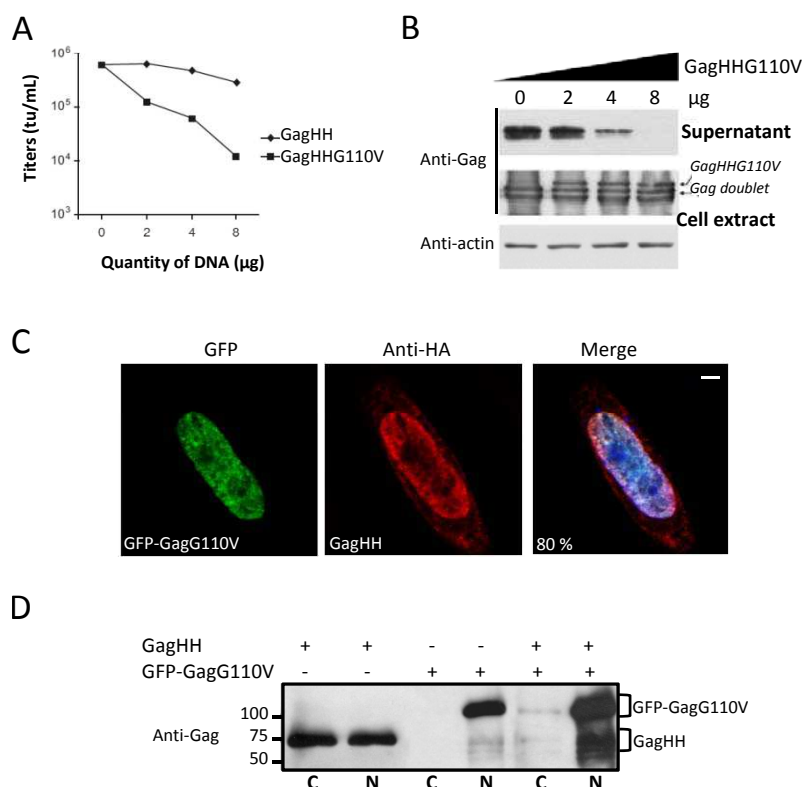 A
10⁶
10⁵
10⁴
10³
Titers (tu/mL)
0 2 4 8
Quantity of DNA (µg)
GagHH
GagHHG110V
B
GagHHG110V
0 2 4 8 µg
Anti-Gag
Supernatant
GagHHG110V
Gag doublet
Cell extract
Anti-actin
C
GFP Anti-HA Merge
GFP-GagG110V GagHH 80 %
D
GagHH + + - - + +
GFP-GagG110V - - + + + +
Anti-Gag
100
75
50
GFP-GagG110V
GagHH
C N C N C N